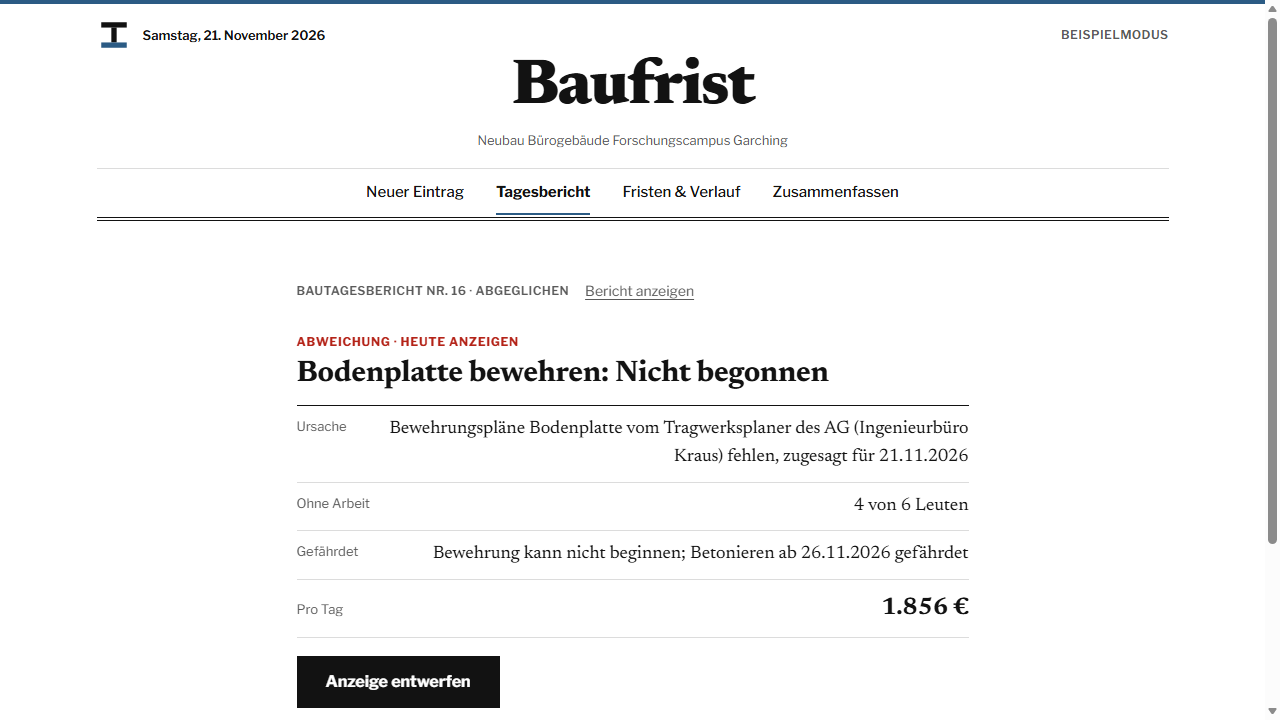 Samstag, 21. November 2026
BEISPIELMODUS
Baufrist
Neubau Bürogebäude Forschungscampus Garching
Neuer Eintrag
Tagesbericht
Fristen & Verlauf
Zusammenfassen
BAUTAGESBERICHT NR. 16 · ABGEGLICHEN
Bericht anzeigen
ABWEICHUNG · HEUTE ANZEIGEN
Bodenplatte bewehren: Nicht begonnen
Ursache
Bewehrungspläne Bodenplatte vom Tragwerksplaner des AG (Ingenieurbüro
Kraus) fehlen, zugesagt für 21.11.2026
Ohne Arbeit
4 von 6 Leuten
Gefährdet
Bewehrung kann nicht beginnen; Betonieren ab 26.11.2026 gefährdet
Pro Tag
1.856 €
Anzeige entwerfen